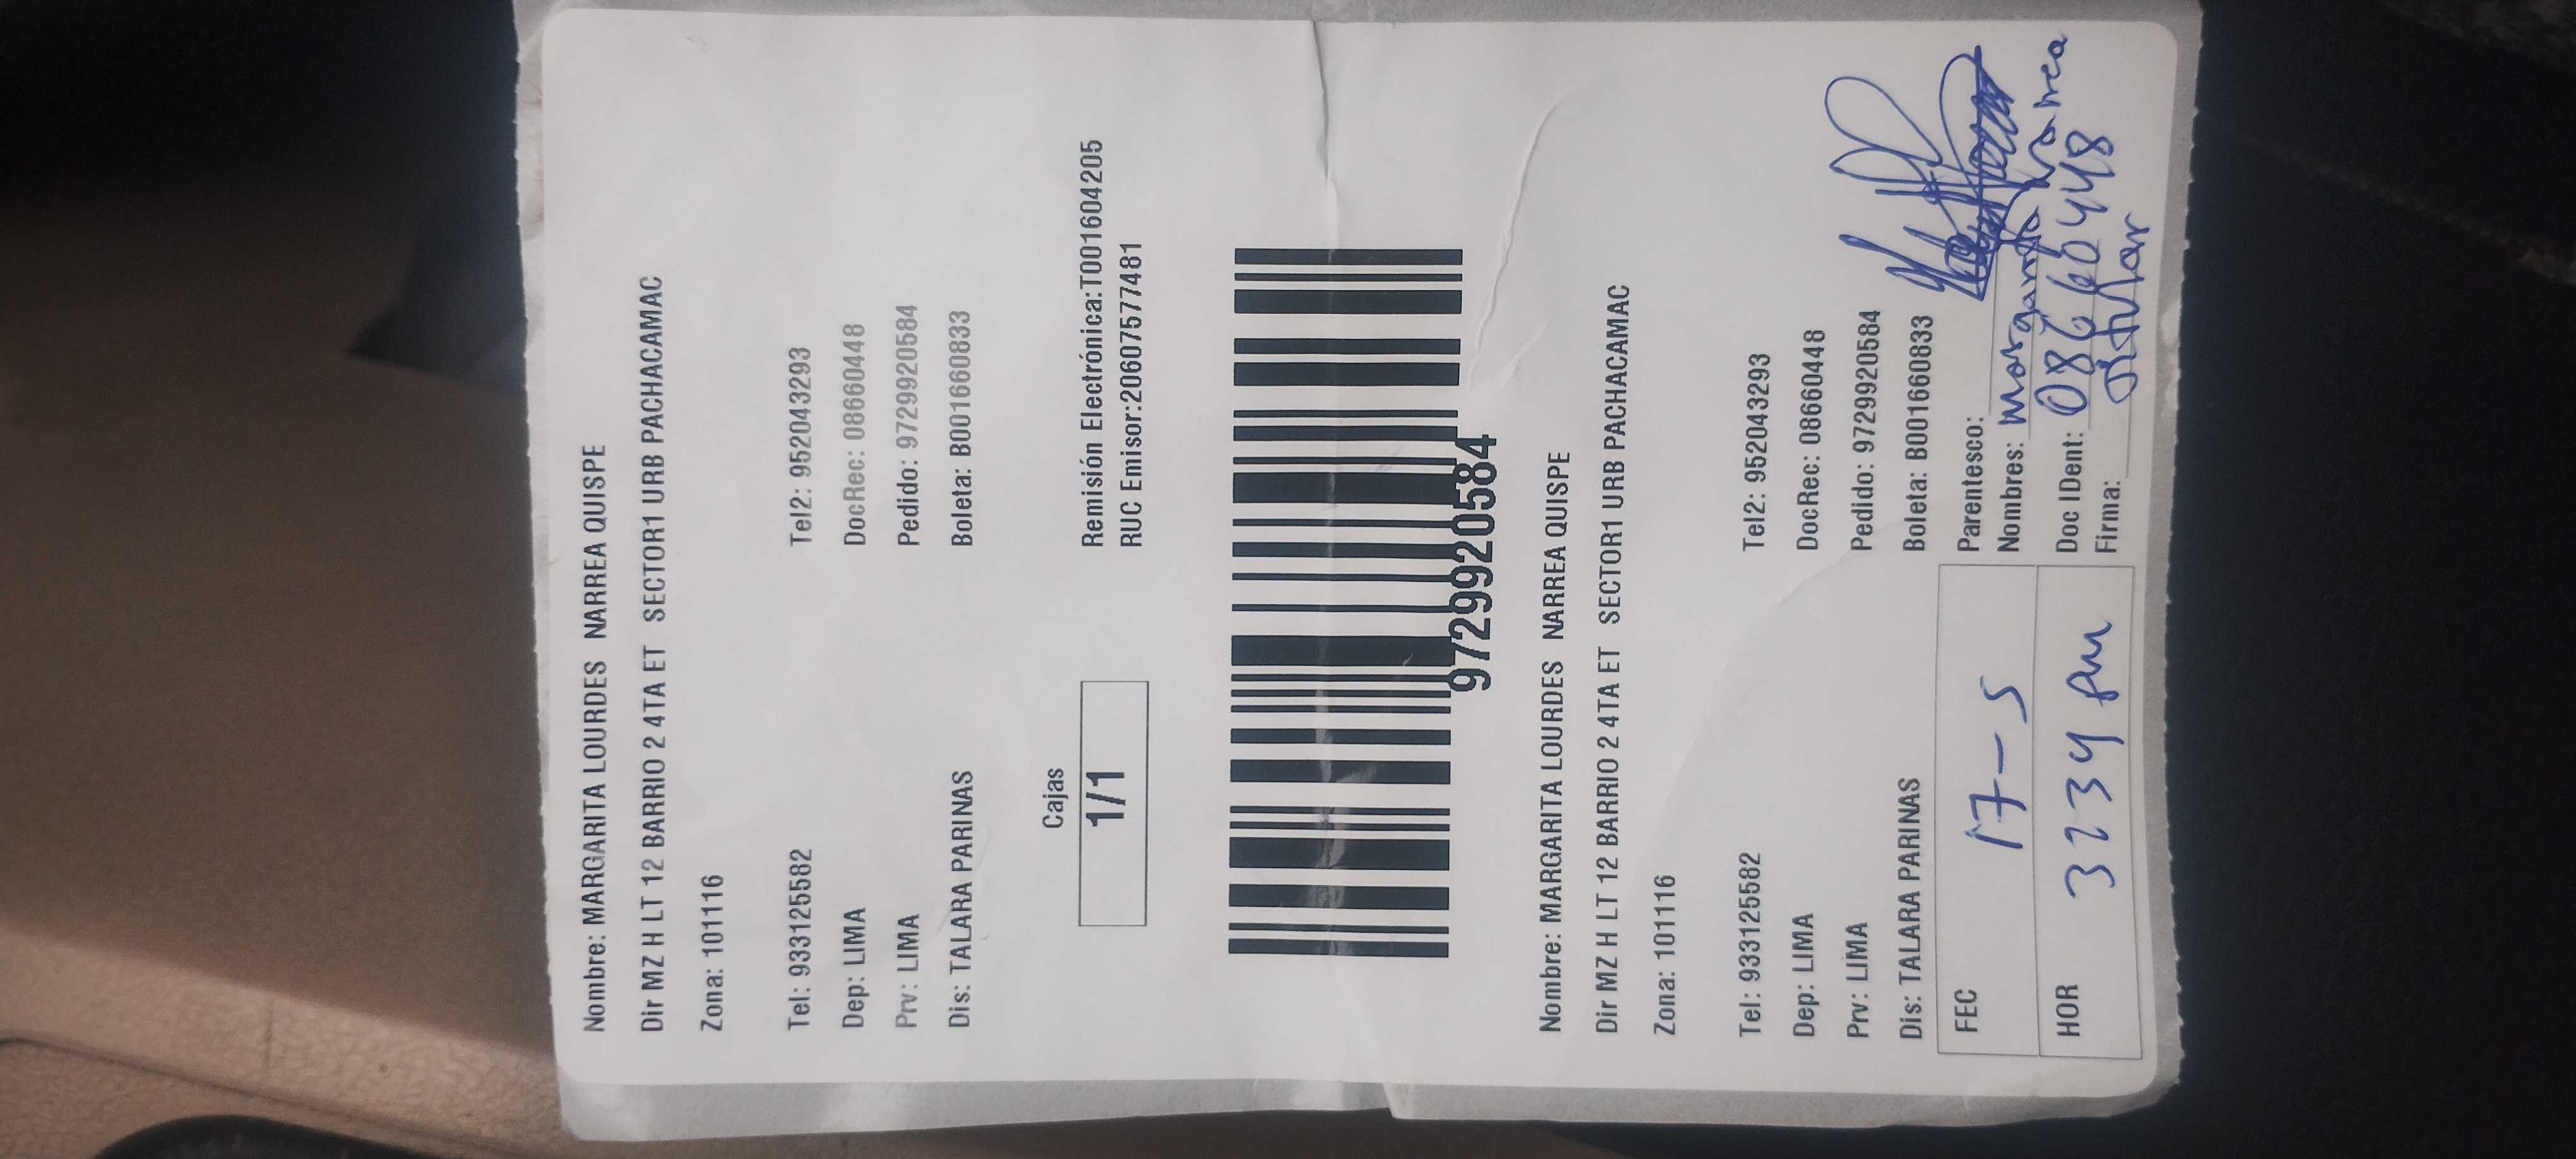 Nombre: MARGARITA LOURDES  NARREA QUISPE
Dir MZ H LT 12 BARRIO 2 4TA ET  SECTOR1 URB PACHACAMAC
Zona: 101116
Tel: 933125582 Tel2: 952043293
Dep: LIMA DocRec: 08660448
Prv: LIMA Pedido: 9729920584
Dis: TALARA PARINAS Boleta: B001660833
Cajas
1/1
Remisión Electrónica:T001604205
RUC Emisor:20607577481
9729920584
Nombre: MARGARITA LOURDES  NARREA QUISPE
Dir MZ H LT 12 BARRIO 2 4TA ET  SECTOR1 URB PACHACAMAC
Zona: 101116
Tel: 933125582 Tel2: 952043293
Dep: LIMA DocRec: 08660448
Prv: LIMA Pedido: 9729920584
Dis: TALARA PARINAS Boleta: B001660833
FEC 17-5
HOR 3:34 pm
Parentesco:
Nombres: margarita Narrea
Doc IDent: 08660448
Firma: titular